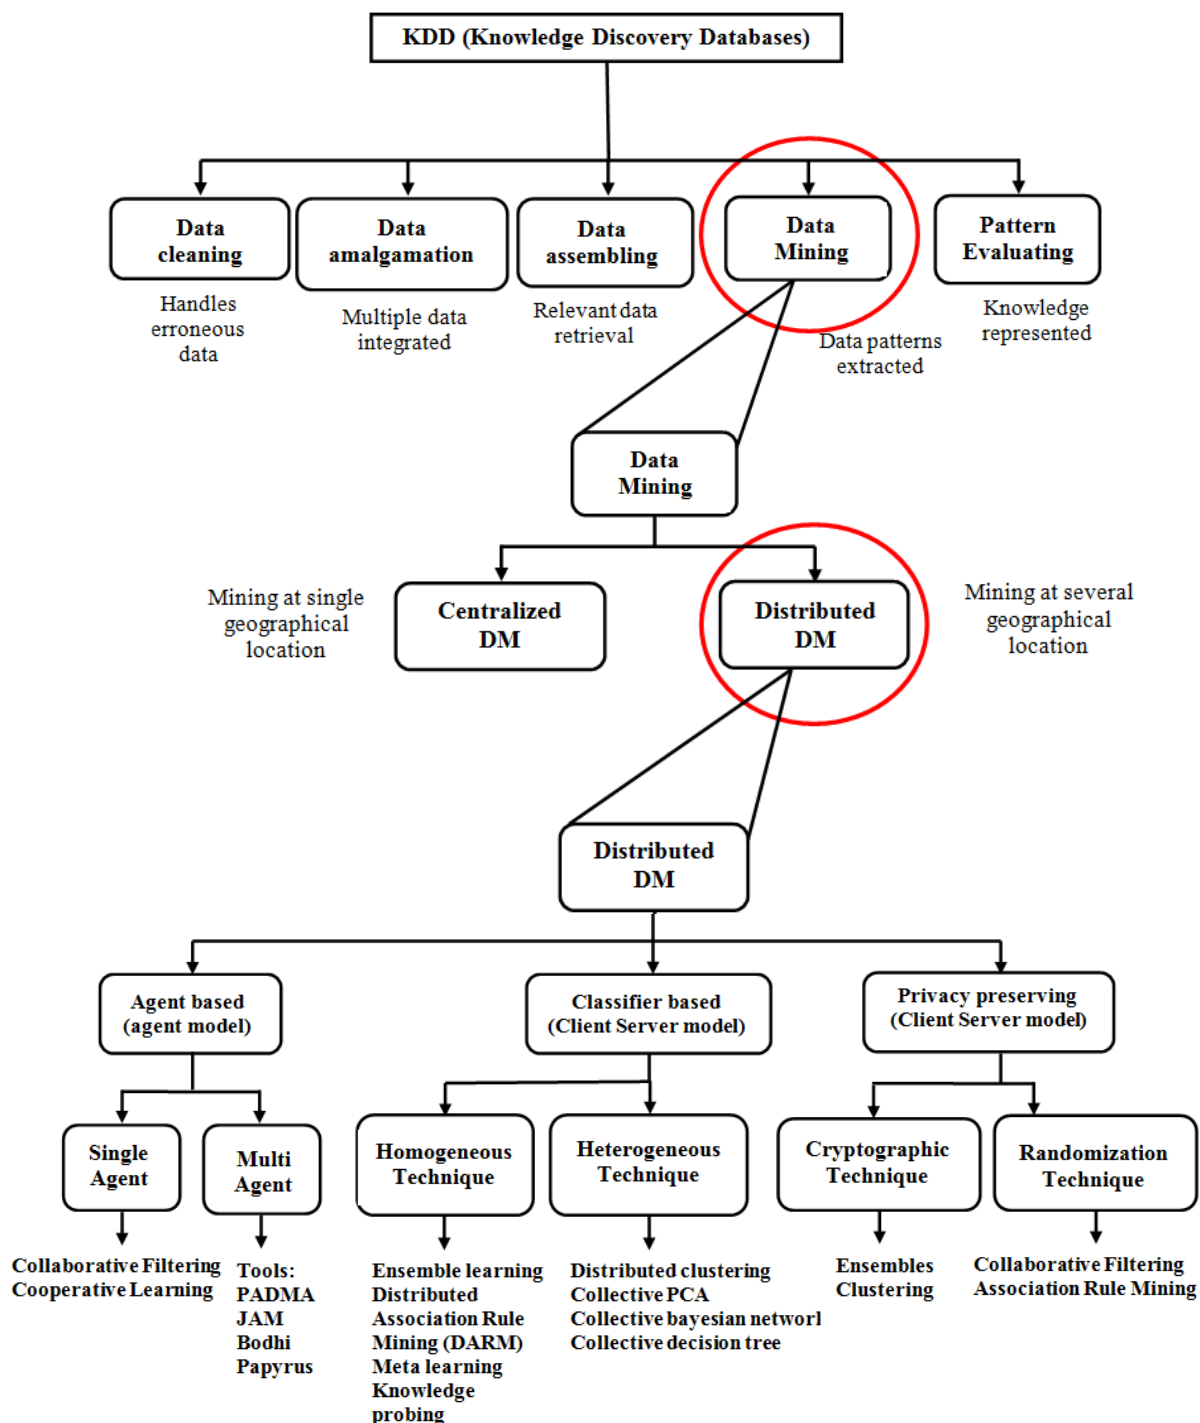 KDD (Knowledge Discovery Databases)
Data
cleaning
Data
amalgamation
Data
assembling
Data
Mining
Pattern
Evaluating
Handles
erroneous
data
Multiple data
integrated
Relevant data
retrieval
Data patterns
extracted
Knowledge
represented
Data
Mining
Mining at single
geographical
location
Centralized
DM
Distributed
DM
Mining at several
geographical
location
Distributed
DM
Agent based
(agent model)
Classifier based
(Client Server model)
Privacy preserving
(Client Server model)
Single
Agent
Multi
Agent
Homogeneous
Technique
Heterogeneous
Technique
Cryptographic
Technique
Randomization
Technique
Collaborative Filtering
Cooperative Learning
Tools:
PADMA
JAM
Bodhi
Papyrus
Ensemble learning
Distributed
Association Rule
Mining (DARM)
Meta learning
Knowledge
probing
Distributed clustering
Collective PCA
Collective bayesian network
Collective decision tree
Ensembles
Clustering
Collaborative Filtering
Association Rule Mining